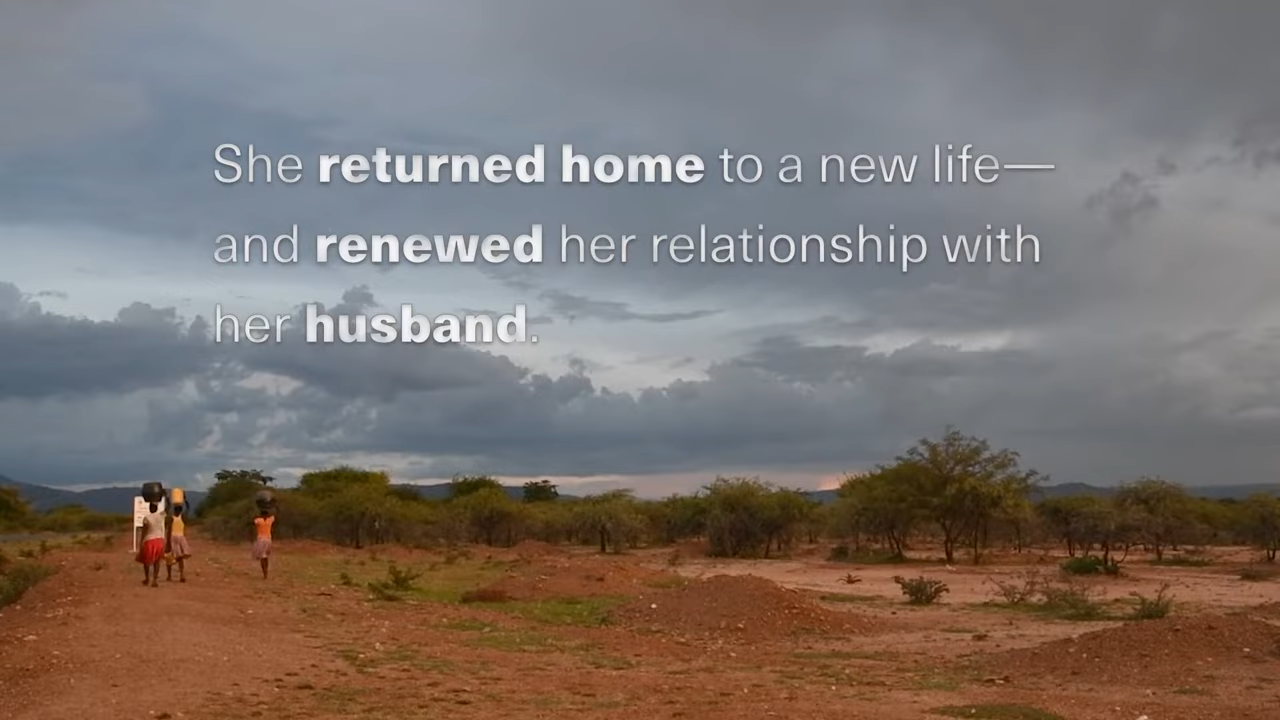 She returned home to a new life—
and renewed her relationship with
her husband.